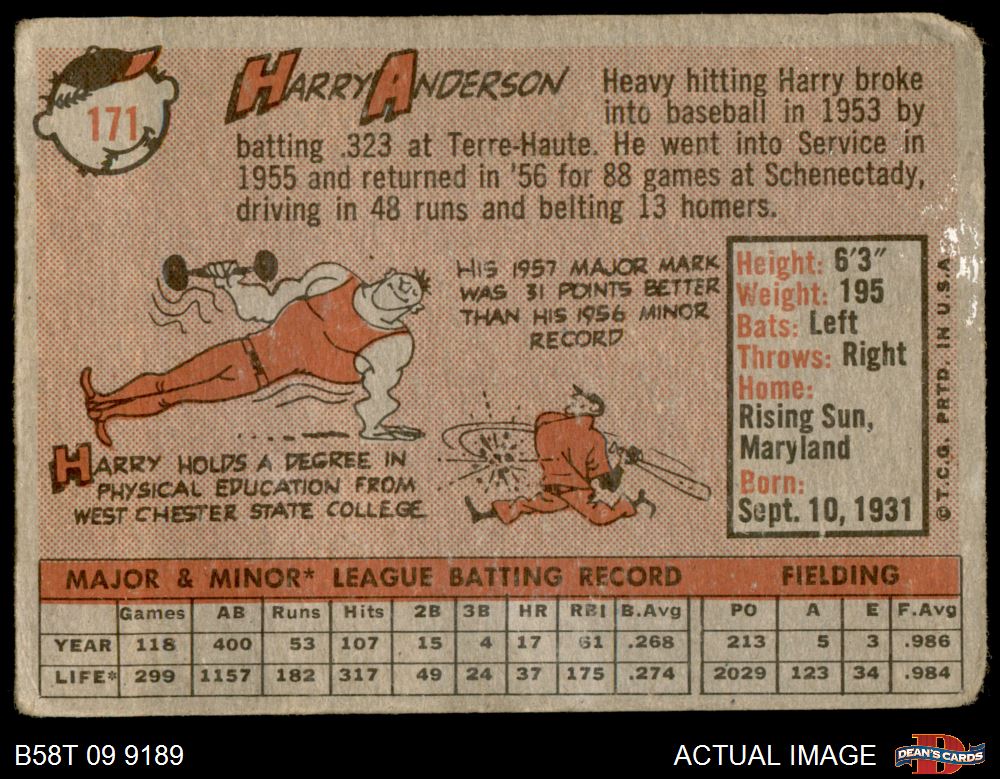 171
HARRY ANDERSON
Heavy hitting Harry broke
into baseball in 1953 by
batting .323 at Terre-Haute. He went into Service in
1955 and returned in '56 for 88 games at Schenectady,
driving in 48 runs and belting 13 homers.
HIS 1957 MAJOR MARK
WAS 31 POINTS BETTER
THAN HIS 1956 MINOR
RECORD
HARRY HOLDS A DEGREE IN
PHYSICAL EDUCATION FROM
WEST CHESTER STATE COLLEGE.
Height: 6'3"
Weight: 195
Bats: Left
Throws: Right
Home:
Rising Sun,
Maryland
Born:
Sept. 10, 1931
© T.C.G. PRTD. IN U.S.A.
MAJOR & MINOR* LEAGUE BATTING RECORD FIELDING
Games AB Runs Hits 2B 3B HR RBI B.Avg PO A E F.Avg
YEAR 118 400 53 107 15 4 17 61 .268 213 5 3 .986
LIFE* 299 1157 182 317 49 24 37 175 .274 2029 123 34 .984
B58T 09 9189
ACTUAL IMAGE
DEAN'S CARDS